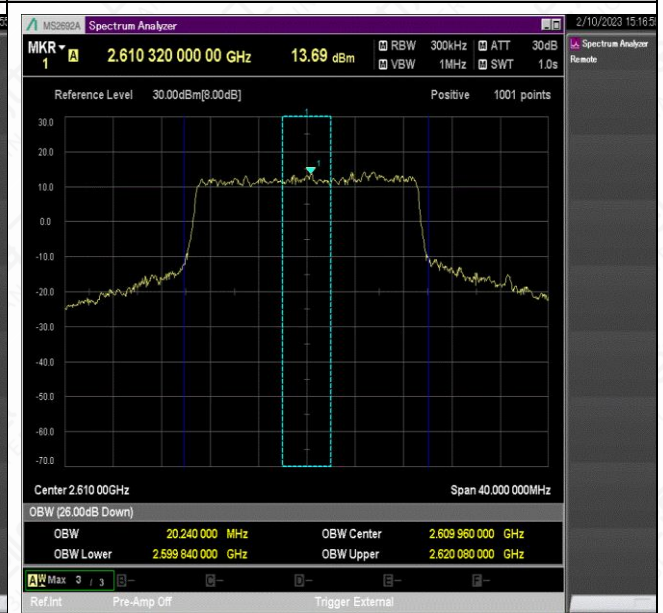 MS2692A Spectrum Analyzer 2/10/2023 15:16:5
MKR 1 A 2.610 320 000 00 GHz 13.69 dBm M RBW 300kHz M ATT 30dB
M VBW 1MHz M SWT 1.0s
Spectrum Analyzer
Remote
Reference Level 30.00dBm[8.00dB] Positive 1001 points
1
30.0
20.0
1
10.0
0.0
-10.0
-20.0
-30.0
-40.0
-50.0
-60.0
-70.0
Center 2.610 00GHz Span 40.000 000MHz
OBW (26.00dB Down)
OBW 20.240 000 MHz OBW Center 2.609 960 000 GHz
OBW Lower 2.599 840 000 GHz OBW Upper 2.620 080 000 GHz
A W Max 3 / 3 B- C- D- E- F-
Ref.Int Pre-Amp Off Trigger External